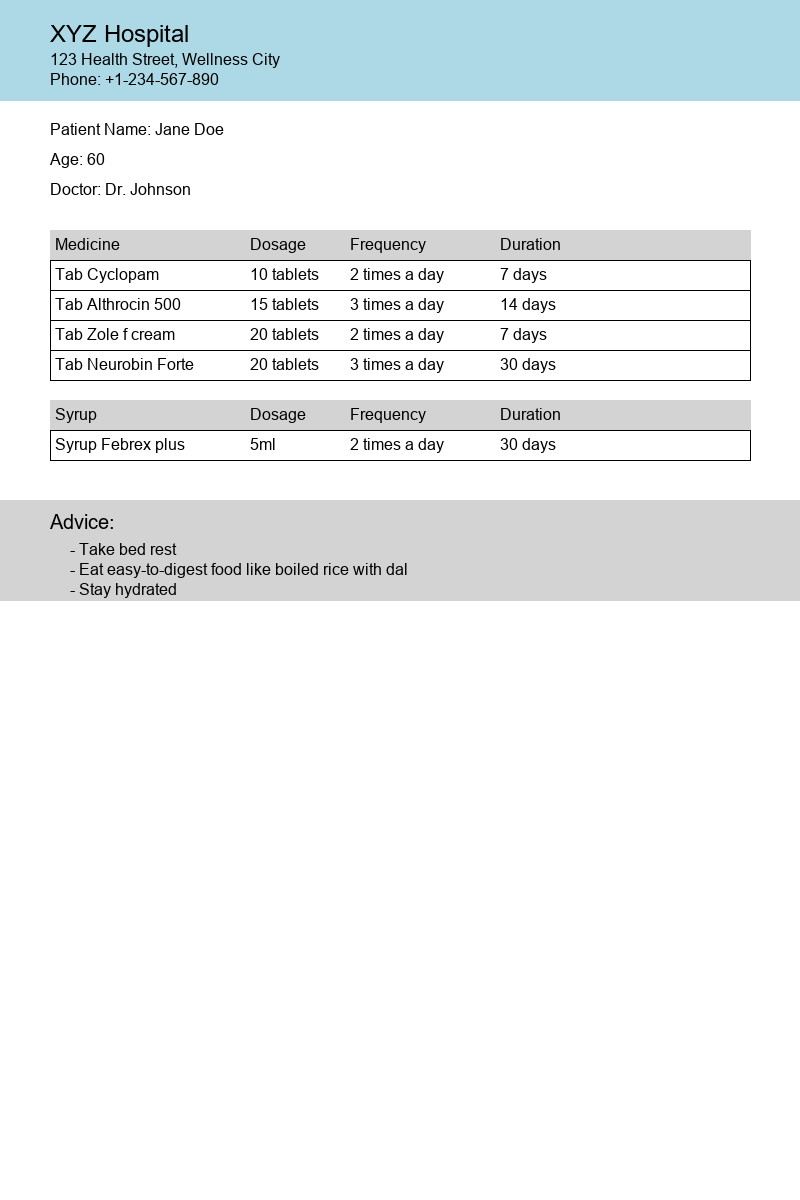 XYZ Hospital
123 Health Street, Wellness City
Phone: +1-234-567-890
Patient Name: Jane Doe
Age: 60
Doctor: Dr. Johnson
Medicine Dosage Frequency Duration
Tab Cyclopam 10 tablets 2 times a day 7 days
Tab Althrocin 500 15 tablets 3 times a day 14 days
Tab Zole f cream 20 tablets 2 times a day 7 days
Tab Neurobin Forte 20 tablets 3 times a day 30 days
Syrup Dosage Frequency Duration
Syrup Febrex plus 5ml 2 times a day 30 days
Advice:
- Take bed rest
- Eat easy-to-digest food like boiled rice with dal
- Stay hydrated